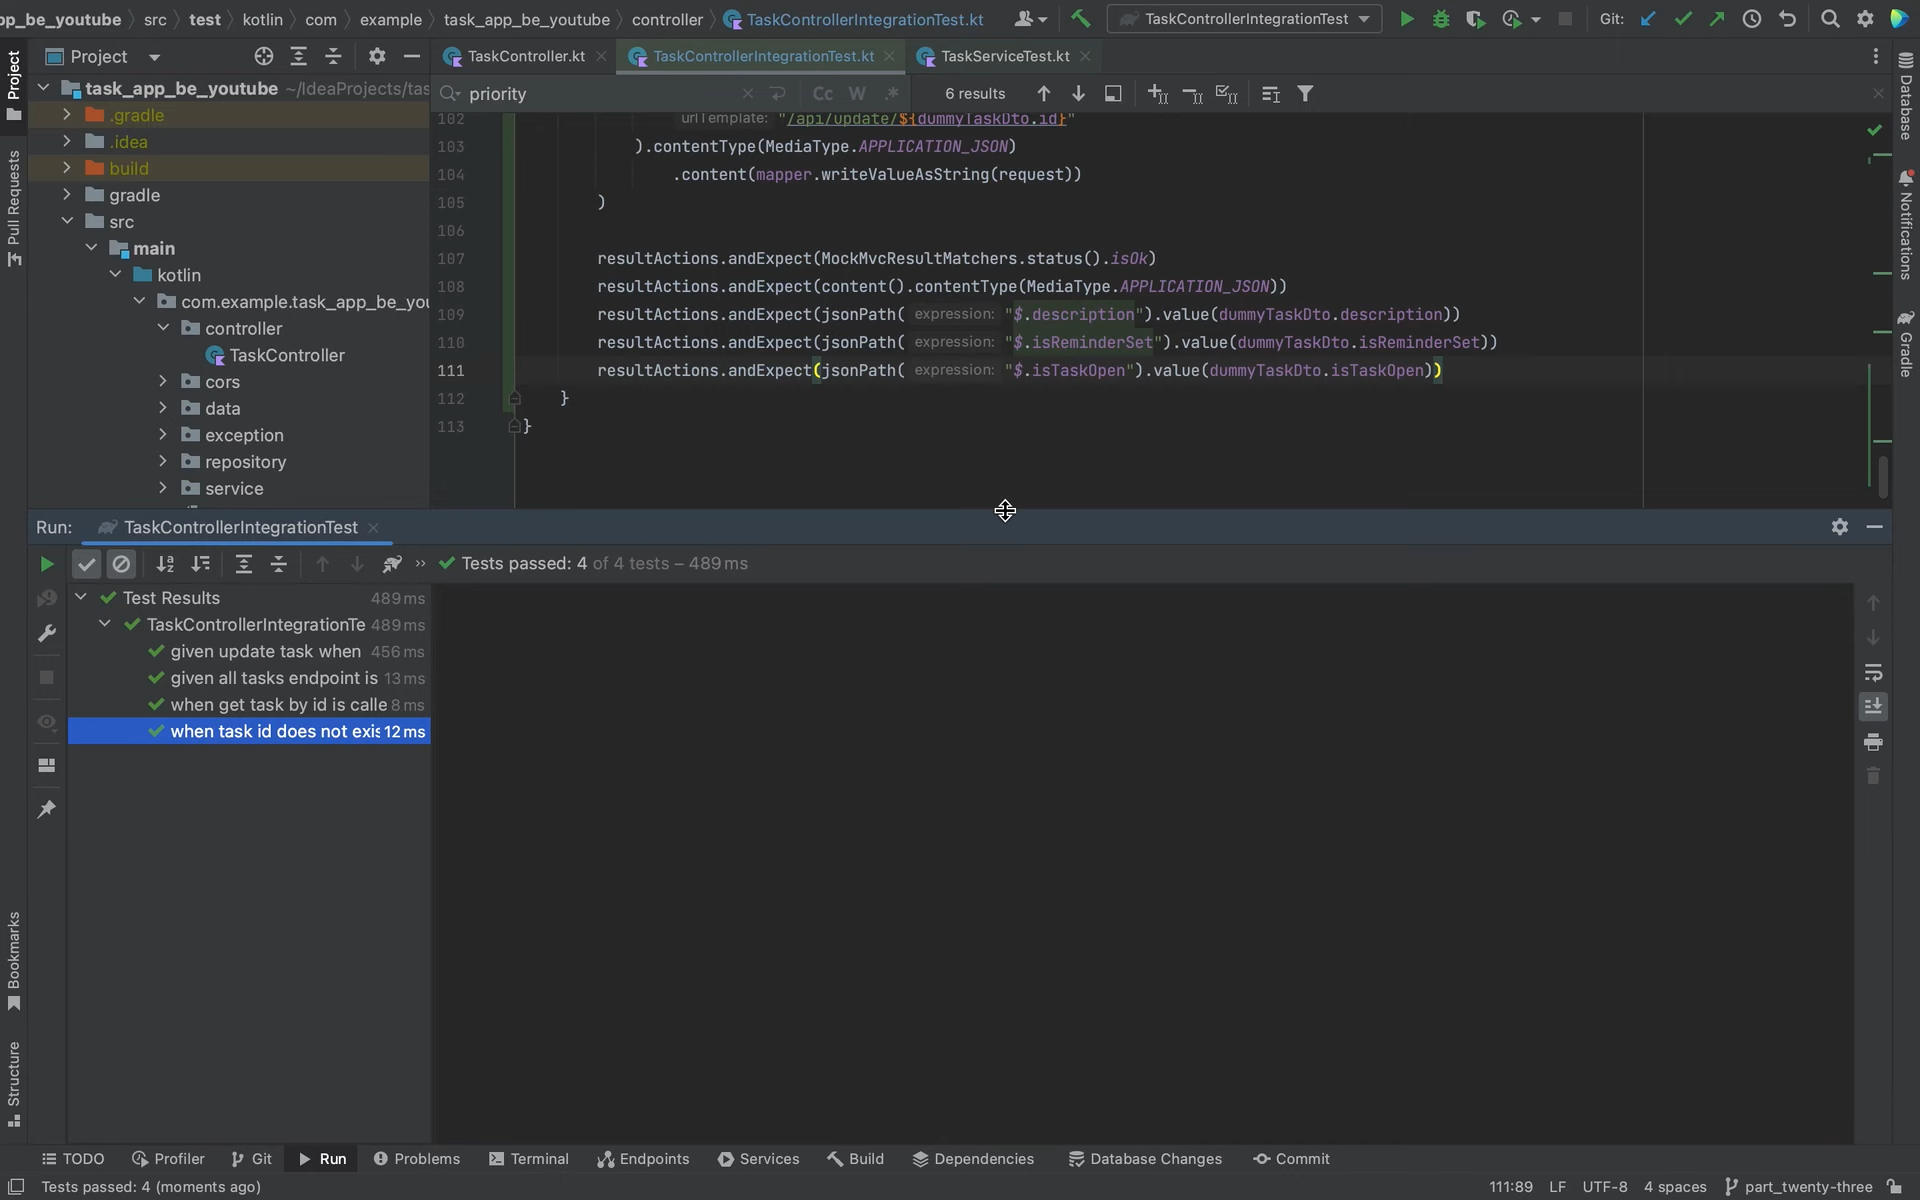 pp_be_youtube src test kotlin com example task_app_be_youtube controller TaskControllerIntegrationTest.kt TaskControllerIntegrationTest Git:
Project
TaskController.kt TaskControllerIntegrationTest.kt TaskServiceTest.kt
task_app_be_youtube ~/IdeaProjects/tas
.gradle
.idea
build
gradle
src
main
kotlin
com.example.task_app_be_you
controller
TaskController
cors
data
exception
repository
service
priority Cc W .* 6 results
102 urlTemplate: "/api/update/${dummyTaskDto.id}"
103 ).contentType(MediaType.APPLICATION_JSON)
104 .content(mapper.writeValueAsString(request))
105 )
106
107 resultActions.andExpect(MockMvcResultMatchers.status().isOk)
108 resultActions.andExpect(content().contentType(MediaType.APPLICATION_JSON))
109 resultActions.andExpect(jsonPath( expression: "$.description").value(dummyTaskDto.description))
110 resultActions.andExpect(jsonPath( expression: "$.isReminderSet").value(dummyTaskDto.isReminderSet))
111 resultActions.andExpect(jsonPath( expression: "$.isTaskOpen").value(dummyTaskDto.isTaskOpen))
112 }
113 }
Run: TaskControllerIntegrationTest
Tests passed: 4 of 4 tests – 489 ms
Test Results 489 ms
TaskControllerIntegrationTe 489 ms
given update task when 456 ms
given all tasks endpoint is 13 ms
when get task by id is calle 8 ms
when task id does not exis 12 ms
Project
Pull Requests
Bookmarks
Structure
Database
Notifications
Gradle
TODO Profiler Git Run Problems Terminal Endpoints Services Build Dependencies Database Changes Commit
Tests passed: 4 (moments ago) 111:89 LF UTF-8 4 spaces part_twenty-three